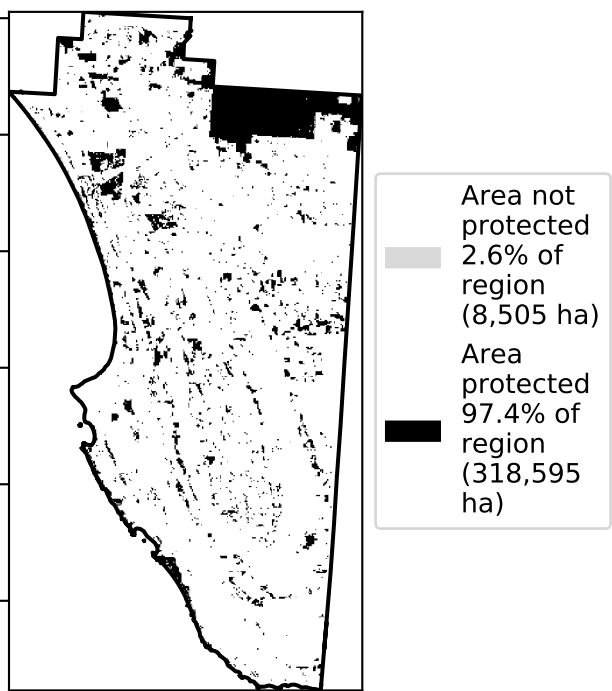 Area not
protected
2.6% of
region
(8,505 ha)
Area
protected
97.4% of
region
(318,595
ha)